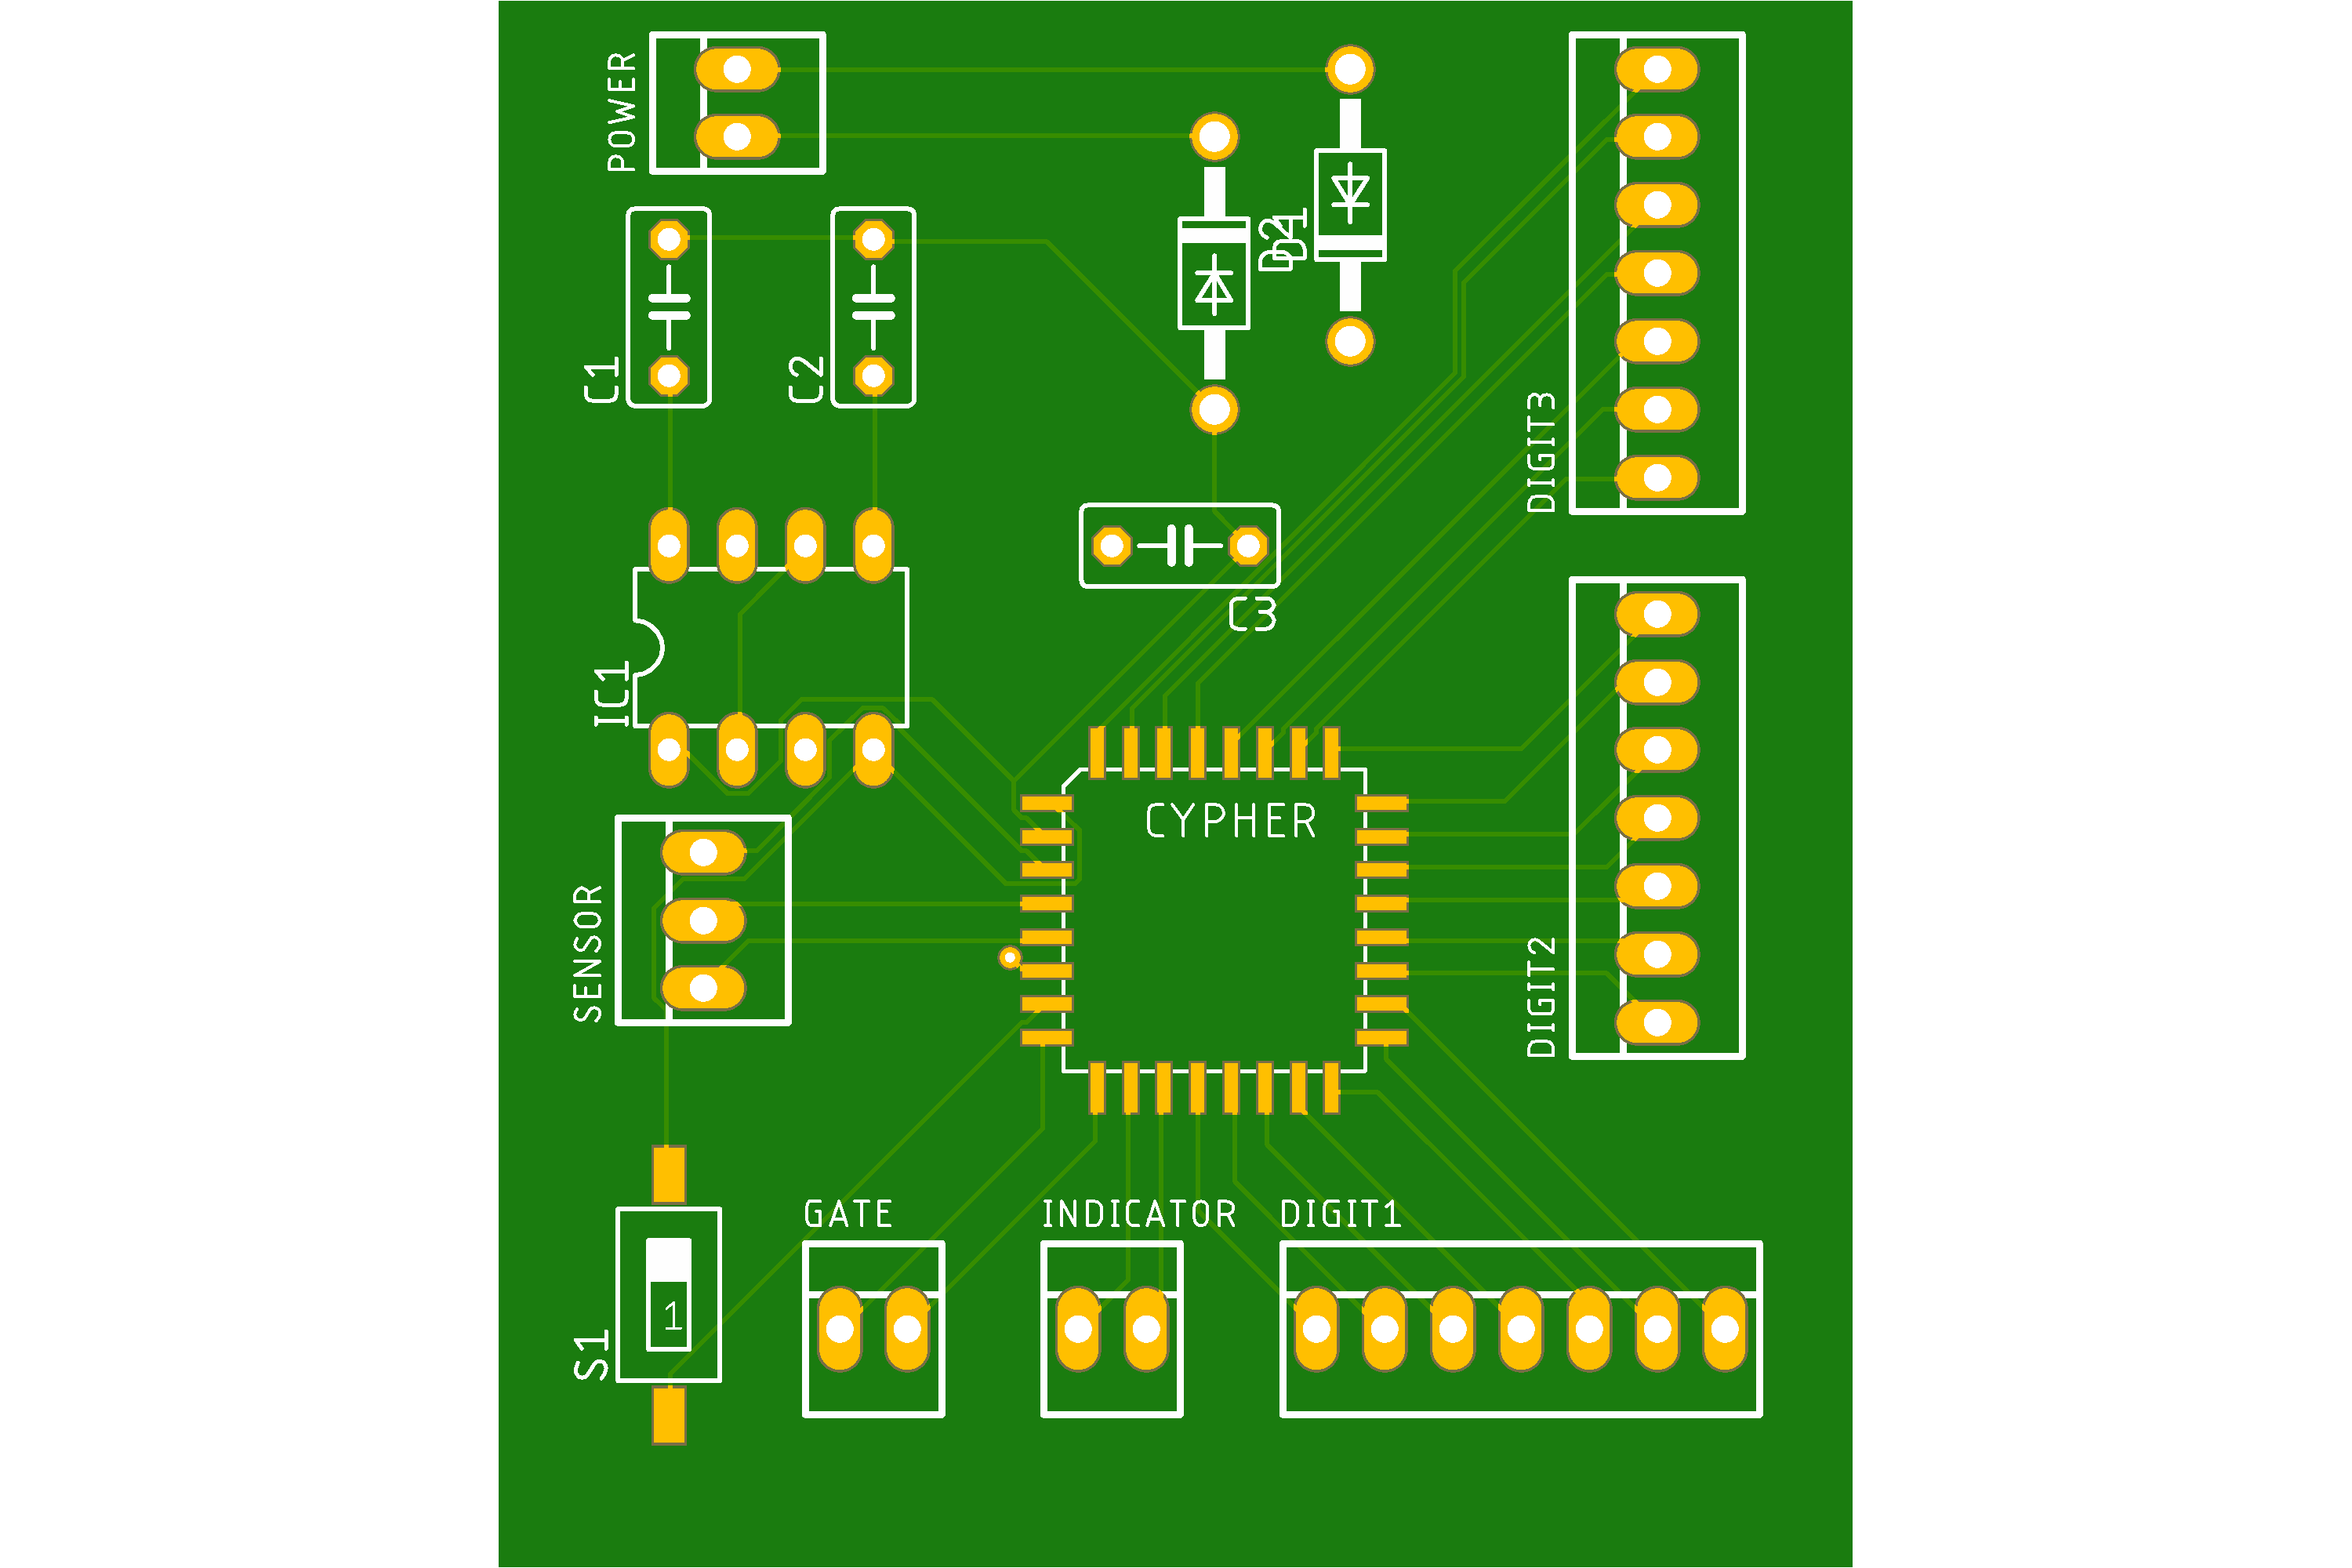 POWER
D2
D1
C1
C2
DIGIT3
C3
IC1
CYPHER
SENSOR
DIGIT2
GATE
INDICATOR
DIGIT1
S1
1